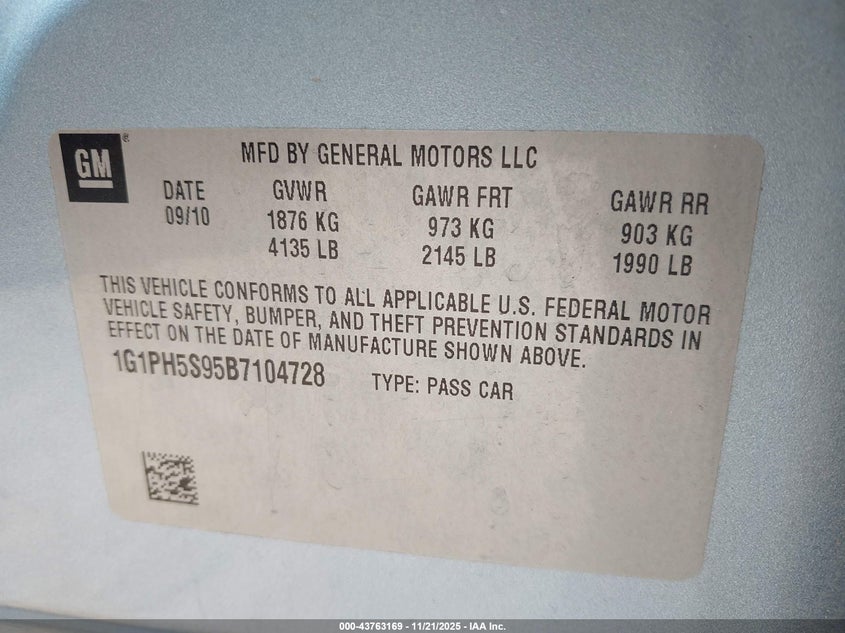 GM
MFD BY GENERAL MOTORS LLC
DATE GVWR GAWR FRT GAWR RR
09/10 1876 KG 973 KG 903 KG
4135 LB 2145 LB 1990 LB
THIS VEHICLE CONFORMS TO ALL APPLICABLE U.S. FEDERAL MOTOR
VEHICLE SAFETY, BUMPER, AND THEFT PREVENTION STANDARDS IN
EFFECT ON THE DATE OF MANUFACTURE SHOWN ABOVE.
1G1PH5S95B7104728 TYPE: PASS CAR
000-43763169 - 11/21/2025 - IAA Inc.